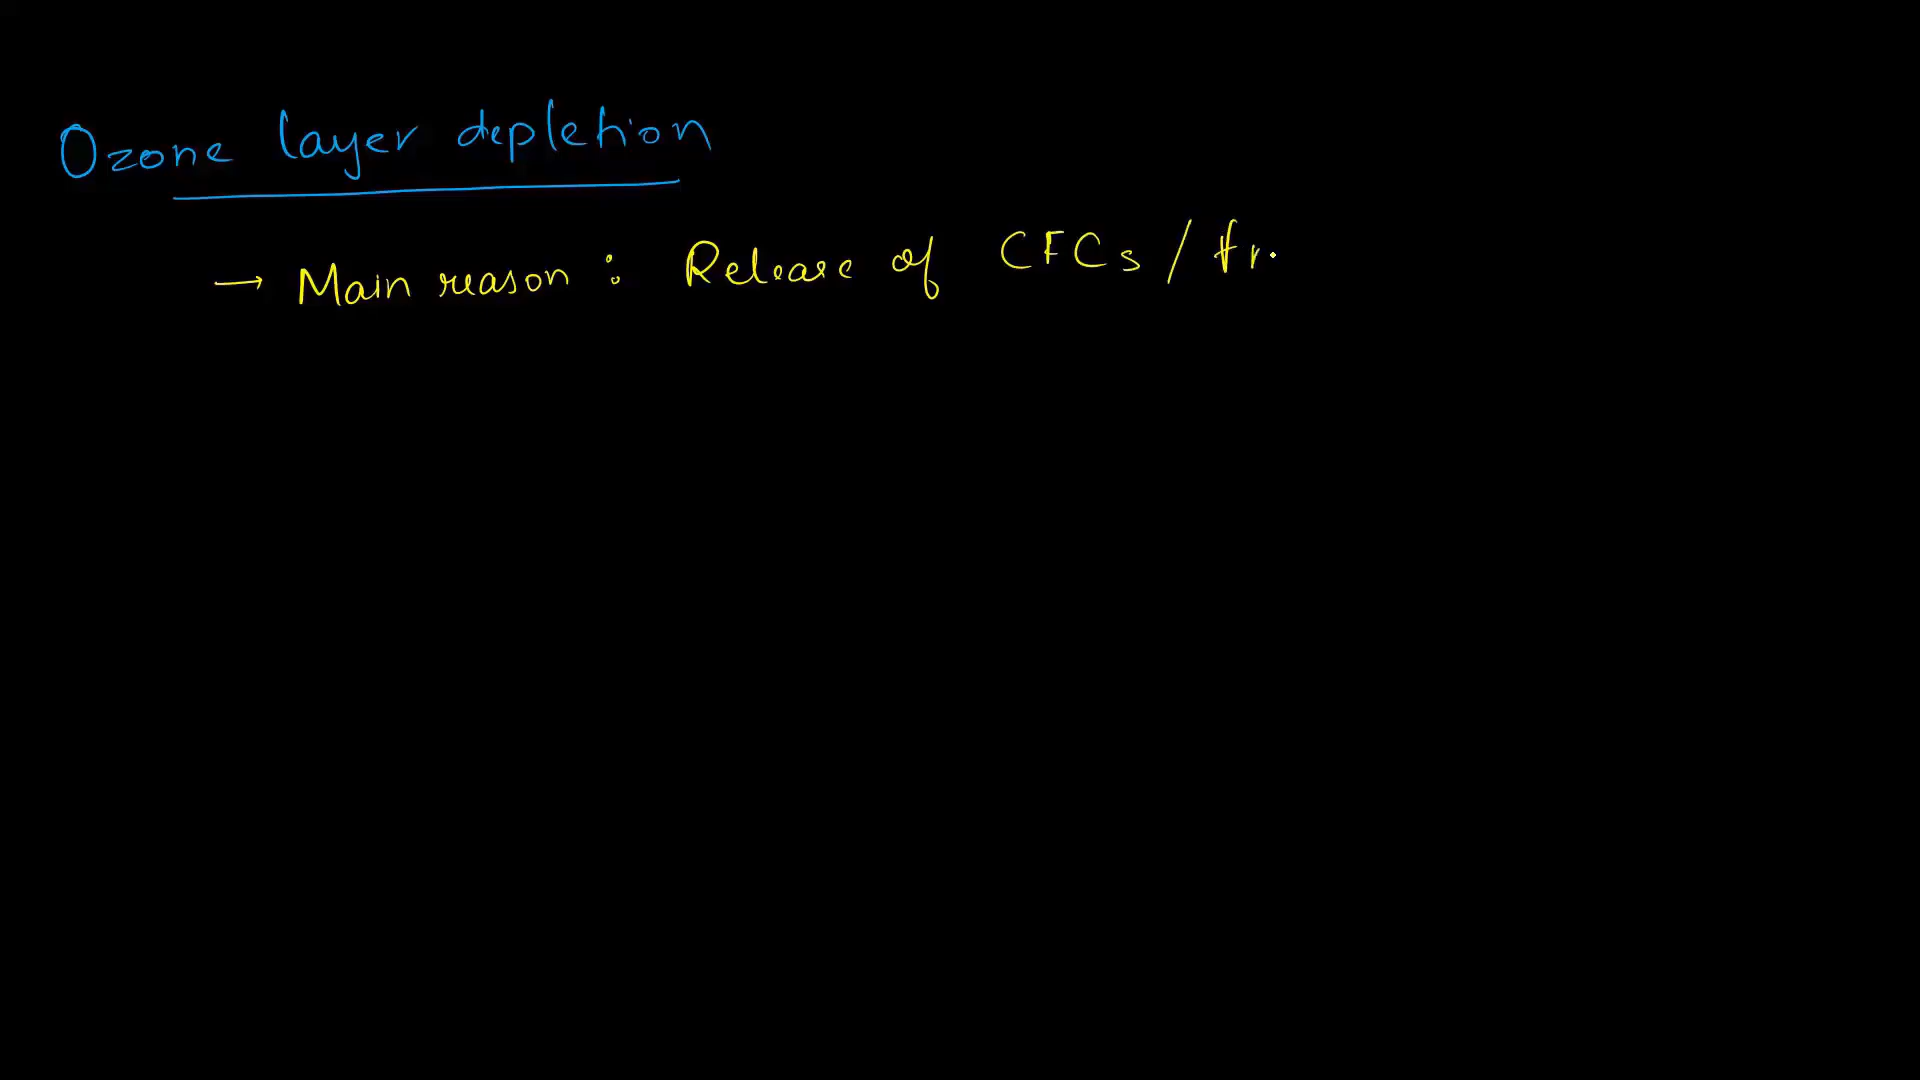 Ozone layer depletion
→ Main reason : Release of CFCs / fr